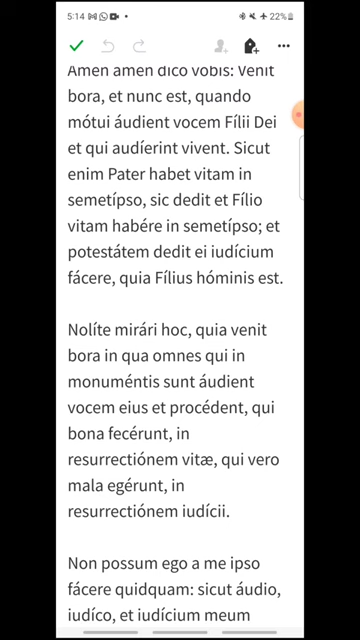 5:14
22%
Amen amen dico vobis: Venit
bora, et nunc est, quando
mótui áudient vocem Fílii Dei
et qui audíerint vivent. Sicut
enim Pater habet vitam in
semetípso, sic dedit et Fílio
vitam habére in semetípso; et
potestátem dedit ei iudícium
fácere, quia Fílius hóminis est.
Nolíte mirári hoc, quia venit
bora in qua omnes qui in
monuméntis sunt áudient
vocem eius et procédent, qui
bona fecérunt, in
resurrectiónem vitæ, qui vero
mala egérunt, in
resurrectiónem iudícii.
Non possum ego a me ipso
fácere quidquam: sicut áudio,
iudíco, et iudícium meum